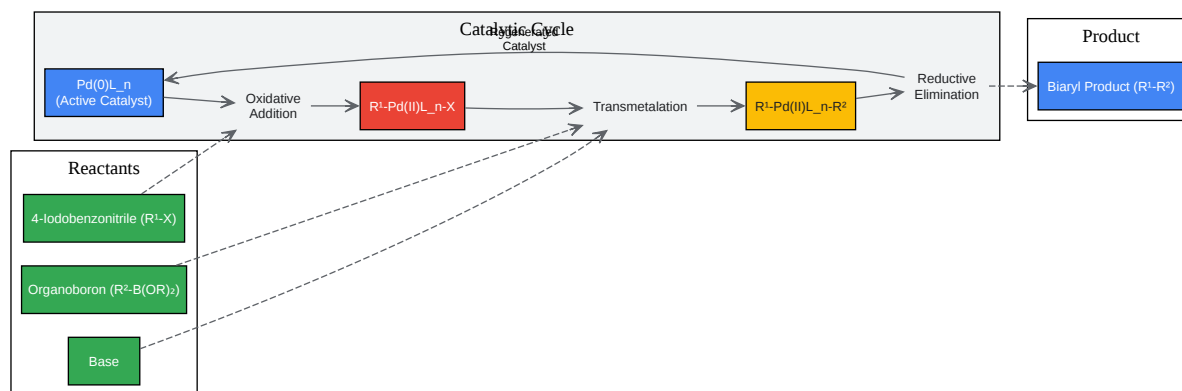 Catalytic Cycle
Regenerated
Catalyst
Pd(0)L_n
(Active Catalyst)
Oxidative
Addition
R¹-Pd(II)L_n-X
Transmetalation
R¹-Pd(II)L_n-R²
Reductive
Elimination
Product
Biaryl Product (R¹-R²)
Reactants
4-Iodobenzonitrile (R¹-X)
Organoboron (R²-B(OR)₂)
Base